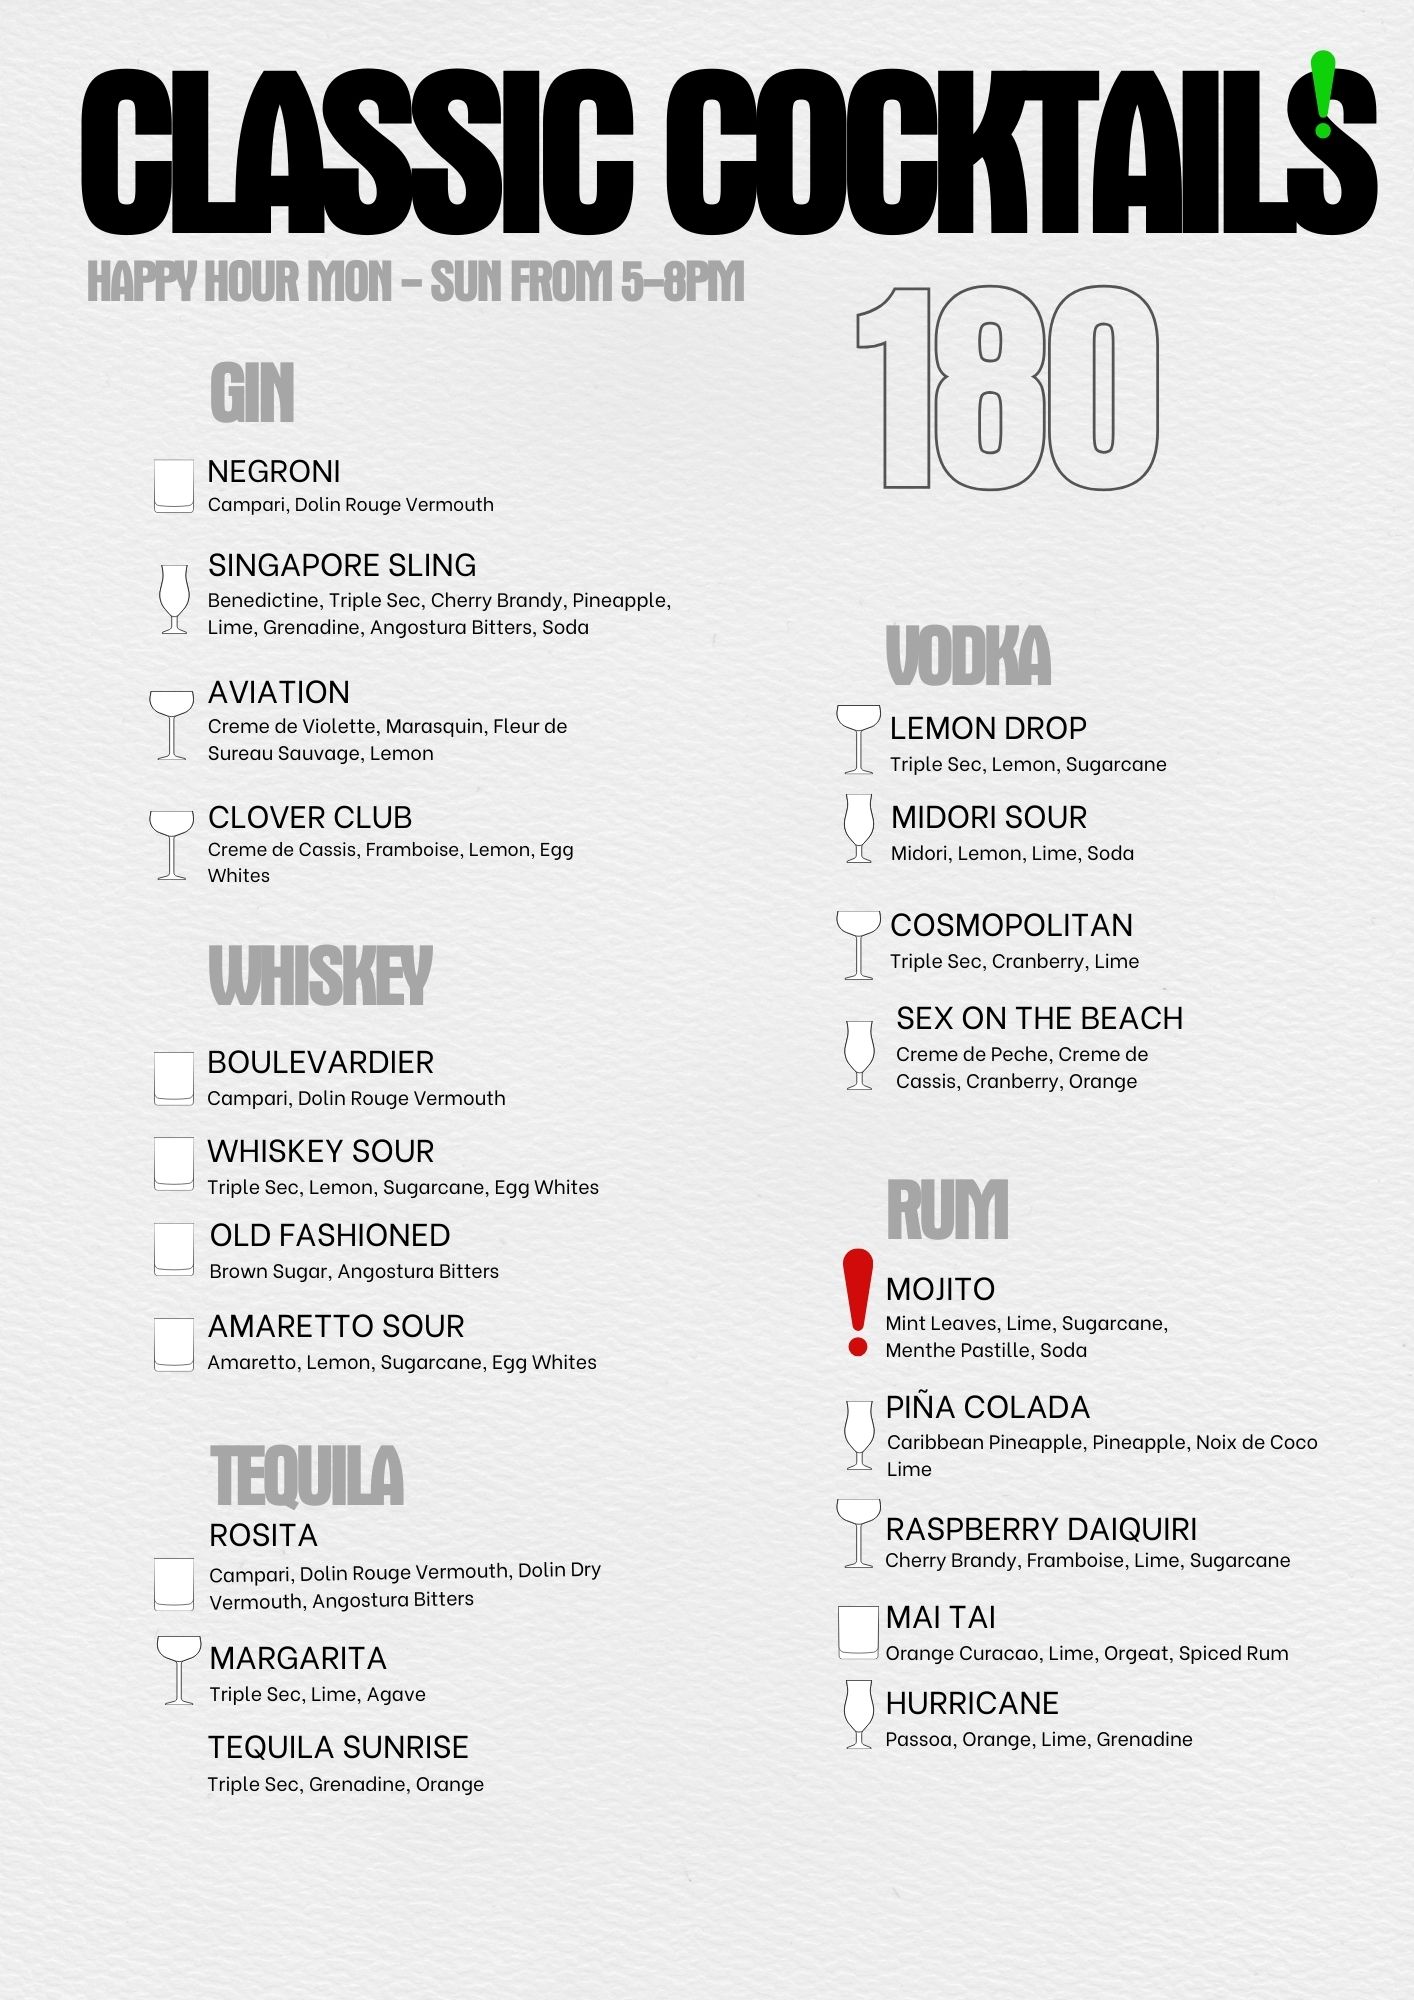 CLASSIC COCKTAILS
!
HAPPY HOUR MON - SUN FROM 5-8PM
180
GIN
NEGRONI
Campari, Dolin Rouge Vermouth
SINGAPORE SLING
Benedictine, Triple Sec, Cherry Brandy, Pineapple,
Lime, Grenadine, Angostura Bitters, Soda
AVIATION
Creme de Violette, Marasquin, Fleur de
Sureau Sauvage, Lemon
CLOVER CLUB
Creme de Cassis, Framboise, Lemon, Egg
Whites
WHISKEY
BOULEVARDIER
Campari, Dolin Rouge Vermouth
WHISKEY SOUR
Triple Sec, Lemon, Sugarcane, Egg Whites
OLD FASHIONED
Brown Sugar, Angostura Bitters
AMARETTO SOUR
Amaretto, Lemon, Sugarcane, Egg Whites
TEQUILA
ROSITA
Campari, Dolin Rouge Vermouth, Dolin Dry
Vermouth, Angostura Bitters
MARGARITA
Triple Sec, Lime, Agave
TEQUILA SUNRISE
Triple Sec, Grenadine, Orange
VODKA
LEMON DROP
Triple Sec, Lemon, Sugarcane
MIDORI SOUR
Midori, Lemon, Lime, Soda
COSMOPOLITAN
Triple Sec, Cranberry, Lime
SEX ON THE BEACH
Creme de Peche, Creme de
Cassis, Cranberry, Orange
RUM
!
MOJITO
Mint Leaves, Lime, Sugarcane,
Menthe Pastille, Soda
PIÑA COLADA
Caribbean Pineapple, Pineapple, Noix de Coco
Lime
RASPBERRY DAIQUIRI
Cherry Brandy, Framboise, Lime, Sugarcane
MAI TAI
Orange Curacao, Lime, Orgeat, Spiced Rum
HURRICANE
Passoa, Orange, Lime, Grenadine